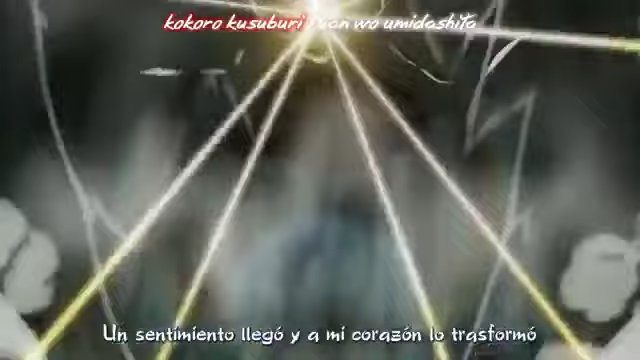 kokoro kusuburi wo umidashita
Un sentimiento llegó y a mi corazón lo trasformó